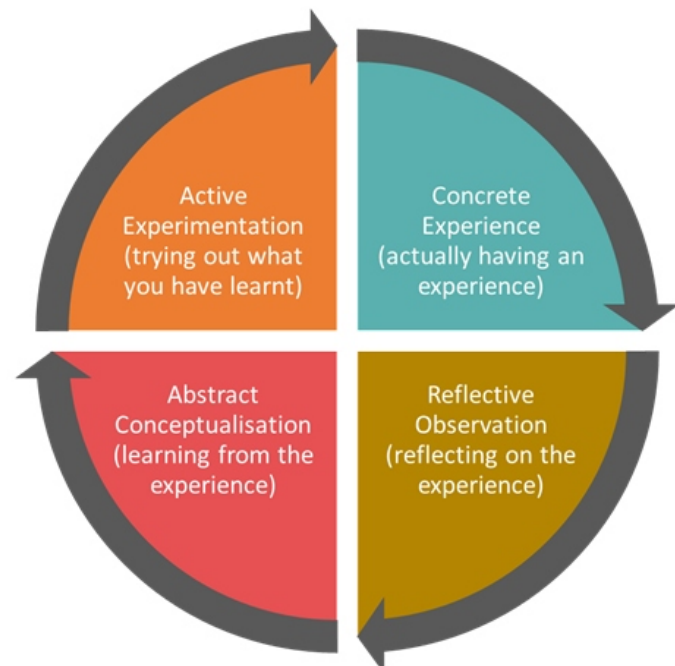 Active
Experimentation
(trying out what
you have learnt)
Concrete
Experience
(actually having an
experience)
Abstract
Conceptualisation
(learning from the
experience)
Reflective
Observation
(reflecting on the
experience)